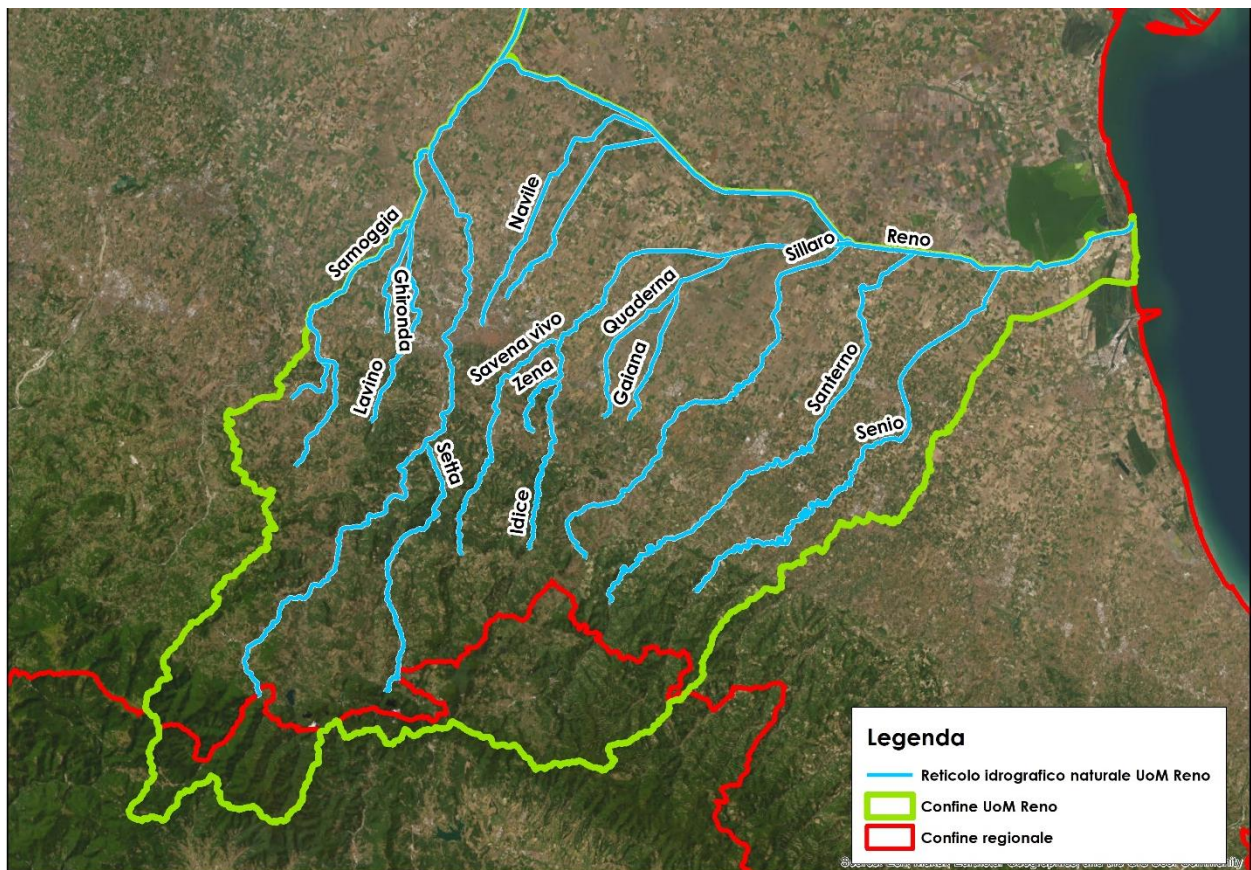 Navile
Samoggia
Reno
Sillaro
Ghironda
Quaderna
Savena vivo
Zena
Gaiana
Lavino
Santerno
Senio
Setta
Idice
Legenda
Reticolo idrografico naturale UoM Reno
Confine UoM Reno
Confine regionale